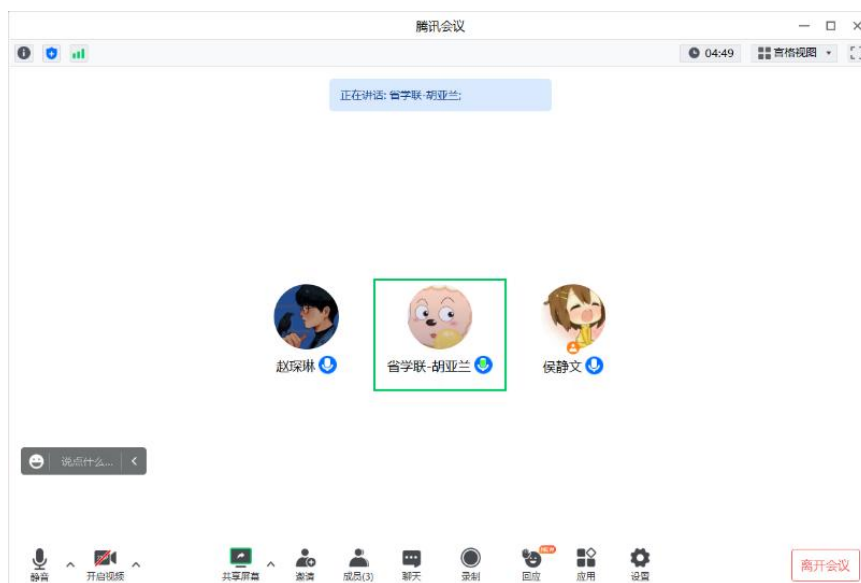 腾讯会议
04:49
宫格视图
正在讲话: 省学联-胡亚兰;
赵琛琳
省学联-胡亚兰
侯静文
说点什么...
静音
开启视频
共享屏幕
邀请
成员(3)
聊天
录制
NEW
回应
应用
设置
离开会议